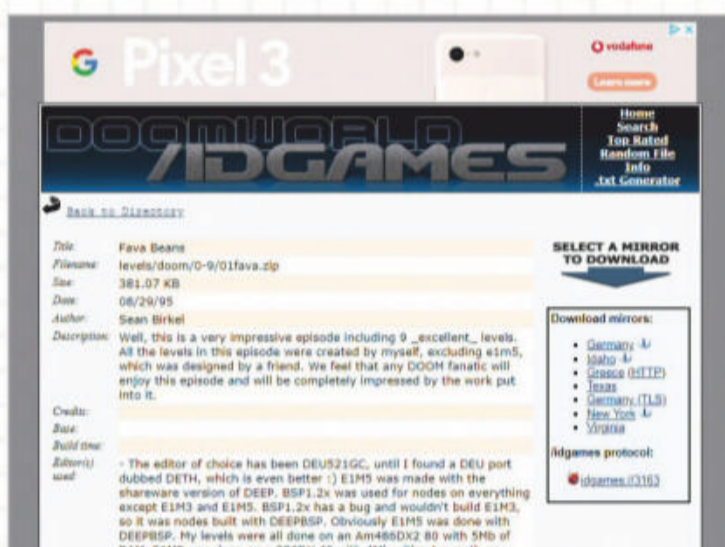 G Pixel 3
vodafone
Learn more
DOOMWORLD
/IDGAMES
Home
Search
Top Rated
Random File
Info
.txt Generator
Back to Directory
Title: Fava Beans
Filename: levels/doom/0-9/01fava.zip
Size: 381.07 KB
Date: 08/29/95
Author: Sean Birkel
Description: Well, this is a very impressive episode including 9 _excellent_ levels.
All the levels in this episode were created by myself, excluding e1m5,
which was designed by a friend. We feel that any DOOM fanatic will
enjoy this episode and will be completely impressed by the work put
into it.
Credits:
Base:
Build time:
Editor(s) used: - The editor of choice has been DEU521GC, until I found a DEU port
dubbed DETH, which is even better :) E1M5 was made with the
shareware version of DEEP. BSP1.2x was used for nodes on everything
except E1M3 and E1M5. BSP1.2x has a bug and wouldn't build E1M3,
so it was nodes built with DEEPBSP. Obviously E1M5 was done with
DEEPBSP. My levels were all done on an Am486DX2 80 with 5Mb of
SELECT A MIRROR
TO DOWNLOAD
Download mirrors:
Germany
Idaho
Greece (HTTP)
Texas
Germany (TLS)
New York
Virginia
/idgames protocol:
idgames://3163